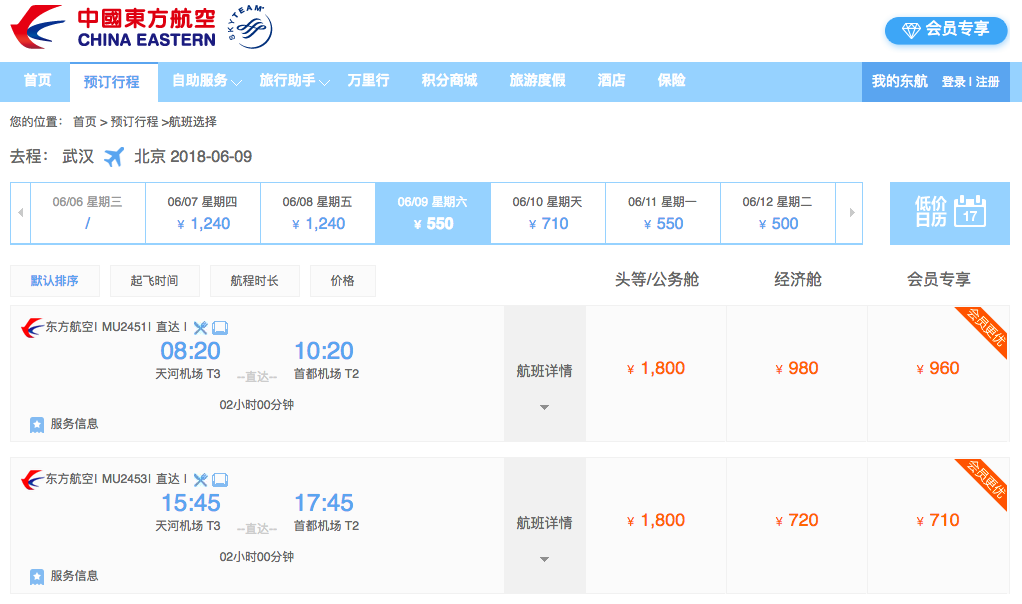 中國東方航空
CHINA EASTERN
SKYTEAM
会员专享
首页 预订行程 自助服务 旅行助手 万里行 积分商城 旅游度假 酒店 保险 我的东航 登录 | 注册
您的位置： 首页 > 预订行程 >航班选择
去程： 武汉 北京 2018-06-09
06/06 星期三 06/07 星期四 06/08 星期五 06/09 星期六 06/10 星期天 06/11 星期一 06/12 星期二
/ ¥ 1,240 ¥ 1,240 ¥ 550 ¥ 710 ¥ 550 ¥ 500
低价
日历
17
默认排序 起飞时间 航程时长 价格 头等/公务舱 经济舱 会员专享
东方航空| MU2451| 直达 |
会员更优
08:20 10:20
天河机场 T3 --直达-- 首都机场 T2
航班详情 ¥ 1,800 ¥ 980 ¥ 960
02小时00分钟
服务信息
东方航空| MU2453| 直达 |
会员更优
15:45 17:45
天河机场 T3 --直达-- 首都机场 T2
航班详情 ¥ 1,800 ¥ 720 ¥ 710
02小时00分钟
服务信息